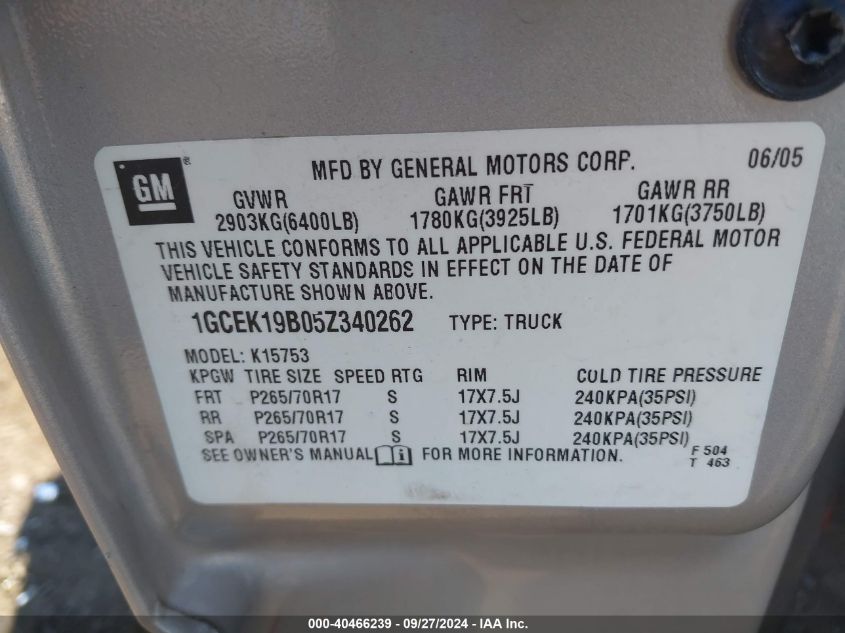 GM®
MFD BY GENERAL MOTORS CORP. 06/05
GVWR GAWR FRT GAWR RR
2903KG(6400LB) 1780KG(3925LB) 1701KG(3750LB)
THIS VEHICLE CONFORMS TO ALL APPLICABLE U.S. FEDERAL MOTOR
VEHICLE SAFETY STANDARDS IN EFFECT ON THE DATE OF
MANUFACTURE SHOWN ABOVE.
1GCEK19B05Z340262 TYPE: TRUCK
MODEL: K15753
KPGW TIRE SIZE SPEED RTG RIM COLD TIRE PRESSURE
FRT P265/70R17 S 17X7.5J 240KPA(35PSI)
RR P265/70R17 S 17X7.5J 240KPA(35PSI)
SPA P265/70R17 S 17X7.5J 240KPA(35PSI)
SEE OWNER'S MANUAL FOR MORE INFORMATION. F 504
T 463
000-40466239 - 09/27/2024 - IAA Inc.